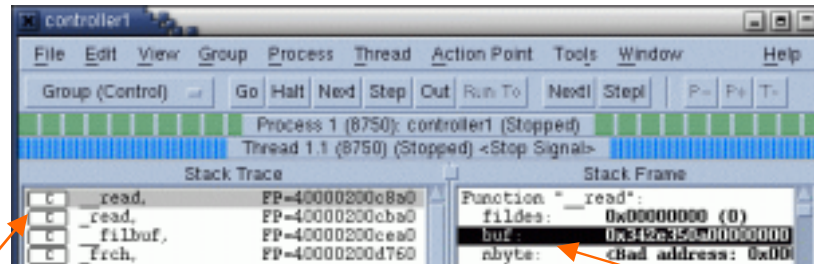 controller1
File Edit View Group Process Thread Action Point Tools Window Help
Group (Control) Go Halt Next Step Out Run To NextI StepI P- P+ T-
Process 1 (8750): controller1 (Stopped)
Thread 1.1 (8750) (Stopped) <Stop Signal>
Stack Trace Stack Frame
C __read, FP=40000200c8a0 Function "__read":
C _read, FP=40000200cba0 fildes: 0x00000000 (0)
C _filbuf, FP=40000200cea0 buf: 0x342e350a00000000
C _frch, FP=40000200d760 nbyte: <Bad address: 0x00